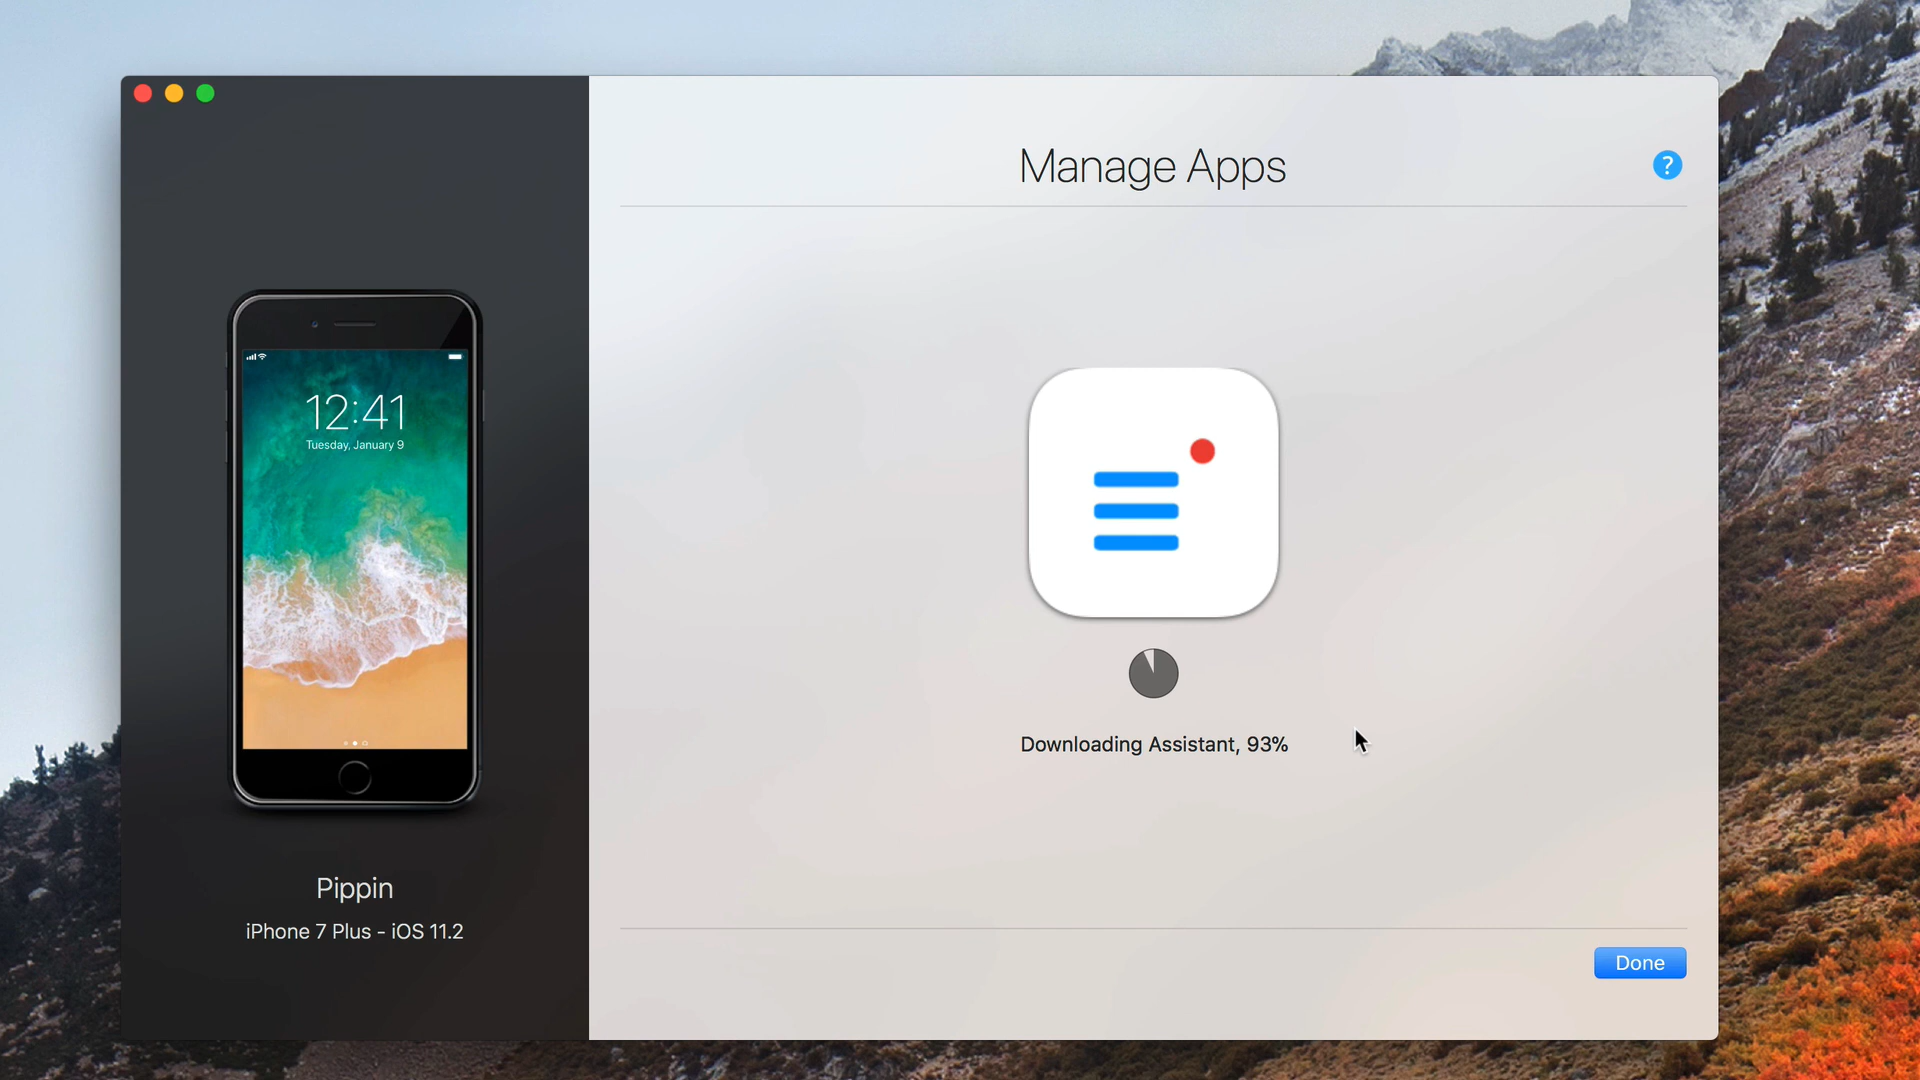 Manage Apps
?
12:41
Tuesday, January 9
Downloading Assistant, 93%
Pippin
iPhone 7 Plus - iOS 11.2
Done